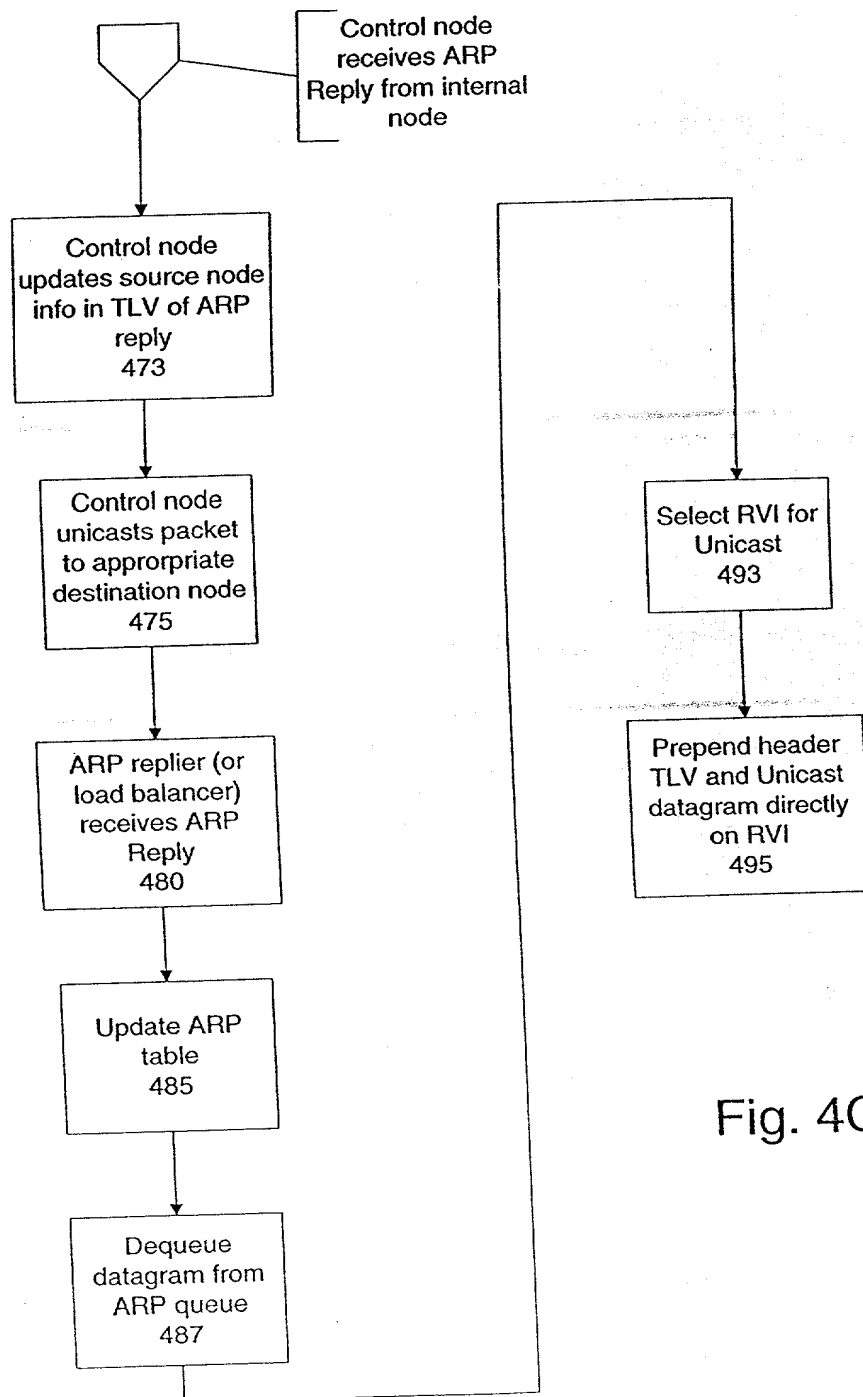 Control node
receives ARP
Reply from internal
node
Control node
updates source node
info in TLV of ARP
reply
473
Control node
unicasts packet
to approrpriate
destination node
475
ARP replier (or
load balancer)
receives ARP
Reply
480
Update ARP
table
485
Dequeue
datagram from
ARP queue
487
Select RVI for
Unicast
493
Prepend header
TLV and Unicast
datagram directly
on RVI
495
Fig.